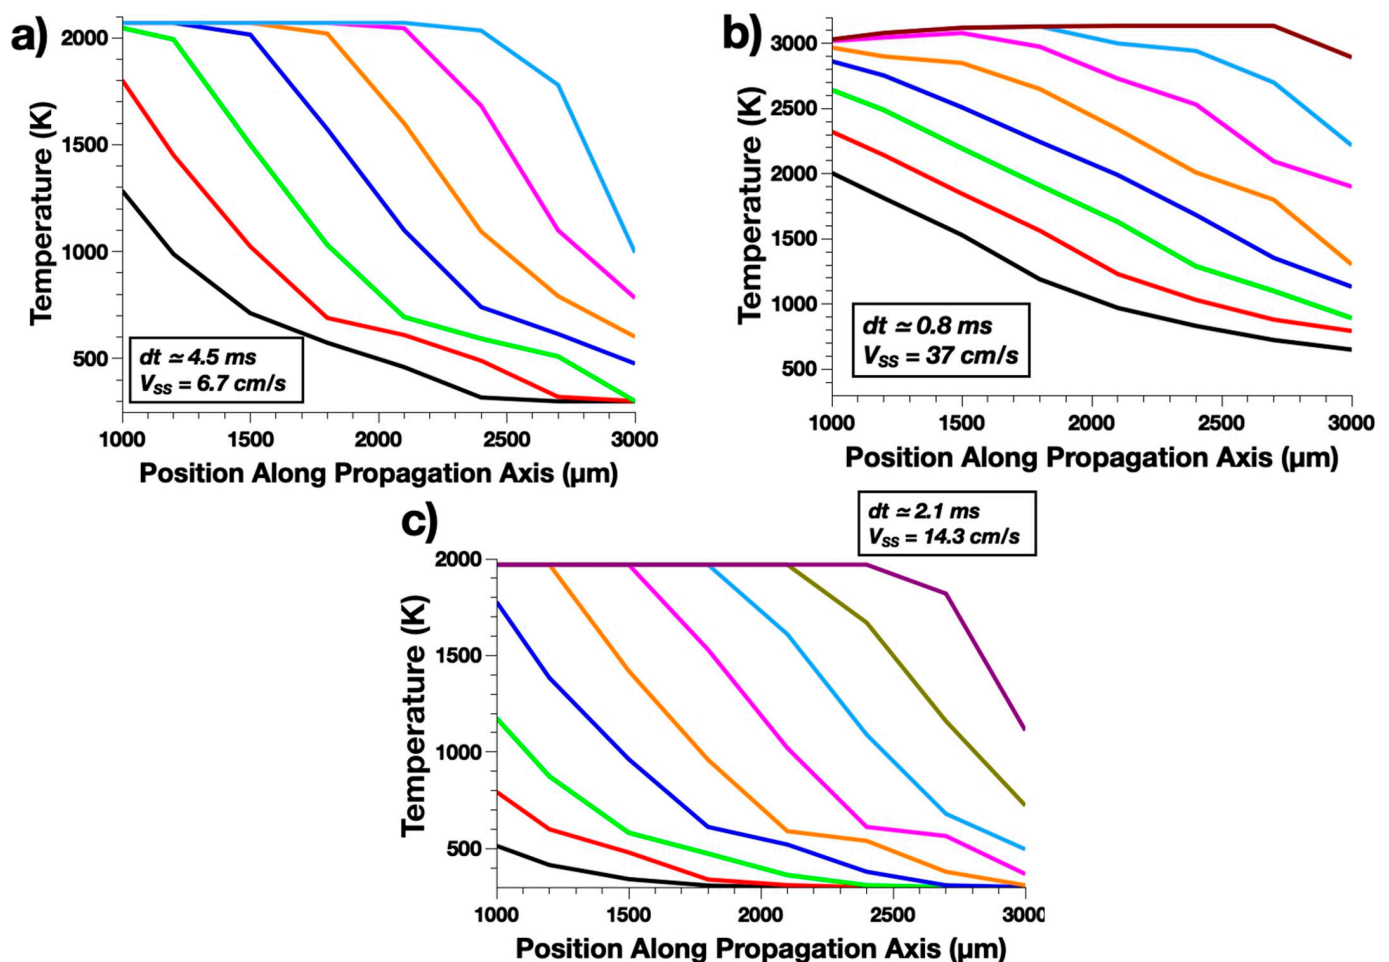 a)
Temperature (K)
2000
1500
1000
500
dt ≃ 4.5 ms
VSS = 6.7 cm/s
1000 1500 2000 2500 3000
Position Along Propagation Axis (µm)
b)
Temperature (K)
3000
2500
2000
1500
1000
500
dt ≃ 0.8 ms
VSS = 37 cm/s
1000 1500 2000 2500 3000
Position Along Propagation Axis (µm)
c)
dt ≃ 2.1 ms
VSS = 14.3 cm/s
Temperature (K)
2000
1500
1000
500
1000 1500 2000 2500 3000
Position Along Propagation Axis (µm)